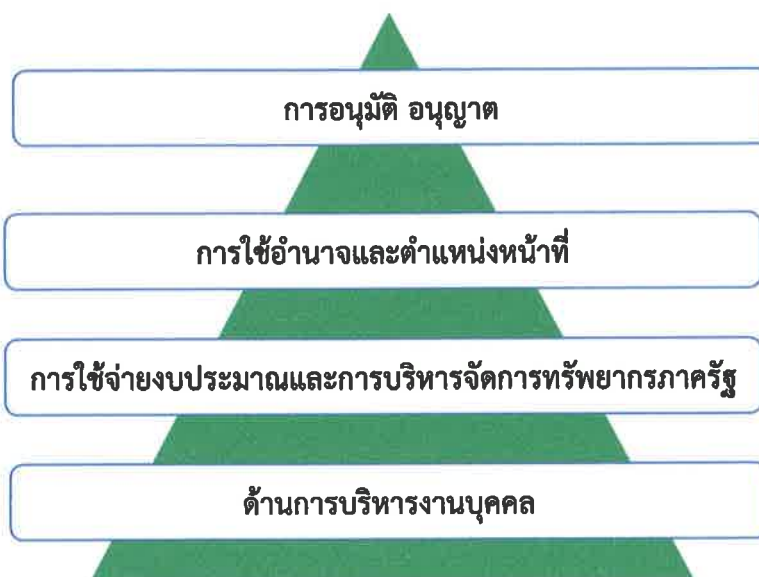 การอนุมัติ อนุญาต
การใช้อำนาจและตำแหน่งหน้าที่
การใช้จ่ายงบประมาณและการบริหารจัดการทรัพยากรภาครัฐ
ด้านการบริหารงานบุคคล